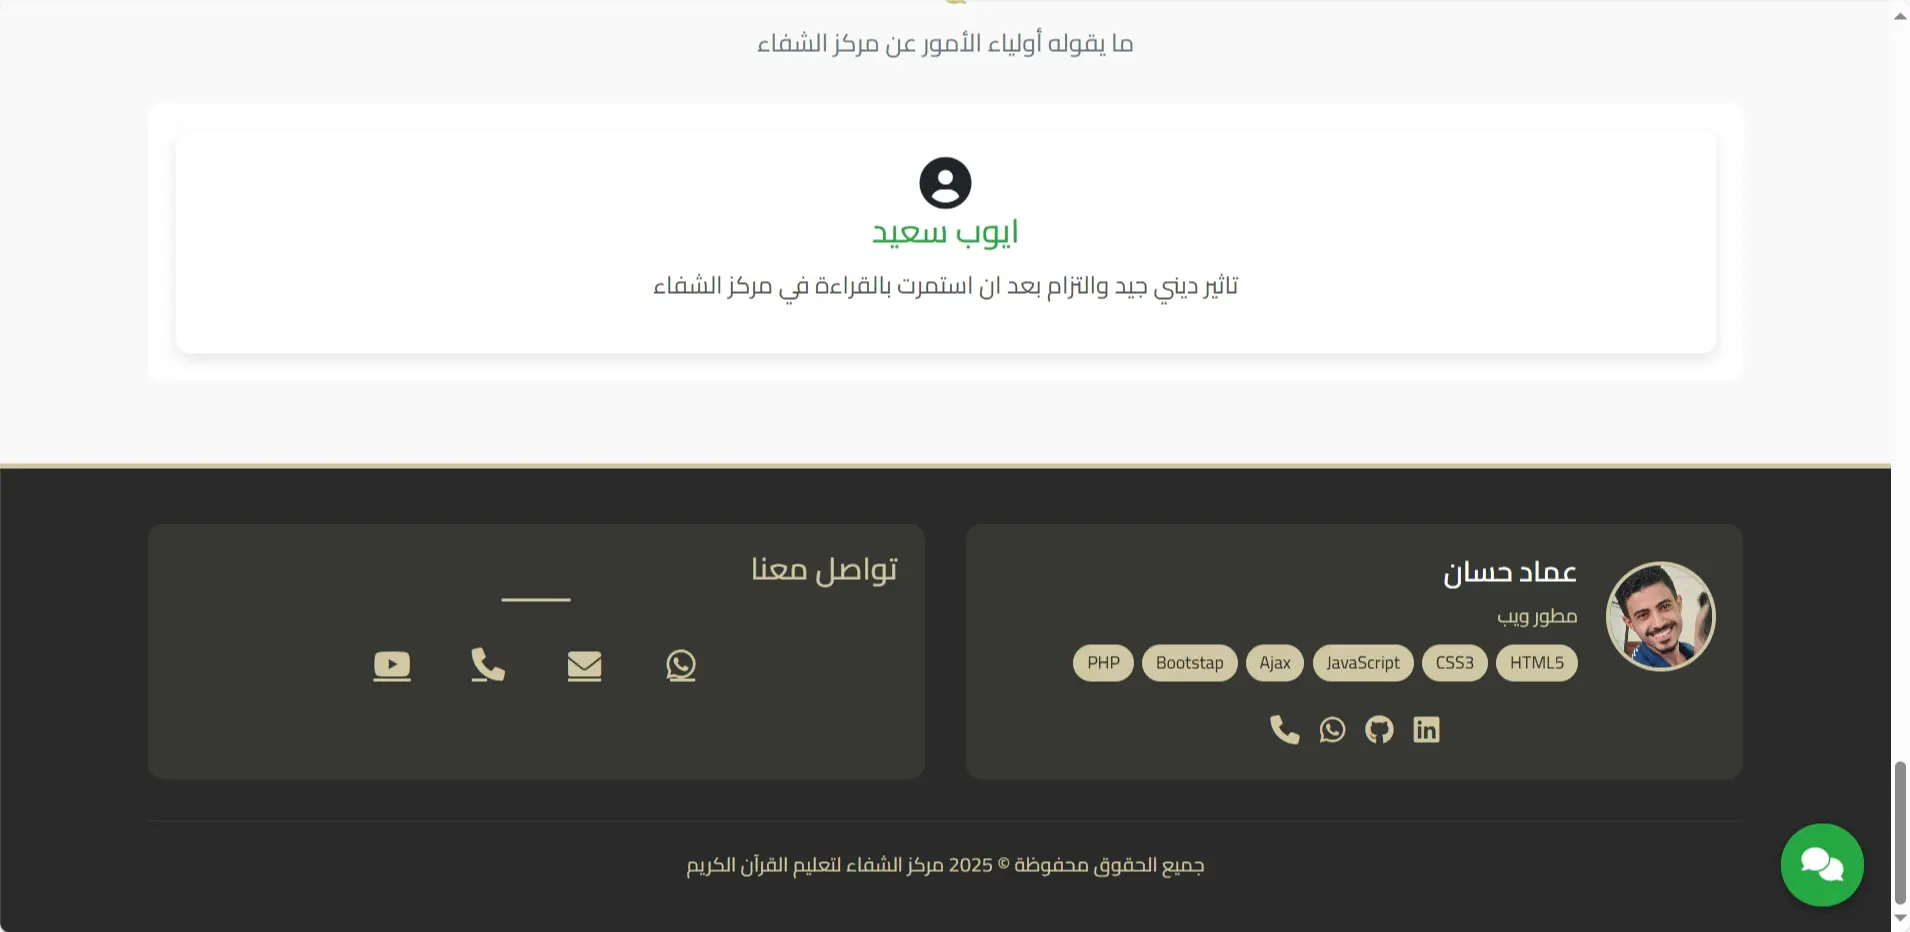 ما يقوله أولياء الأمور عن مركز الشفاء
ايوب سعيد
تاثير ديني جيد والتزام بعد ان استمرت بالقراءة في مركز الشفاء
عماد حسان
مطور ويب
HTML5
CSS3
JavaScript
Ajax
Bootstap
PHP
تواصل معنا
جميع الحقوق محفوظة © 2025 مركز الشفاء لتعليم القرآن الكريم